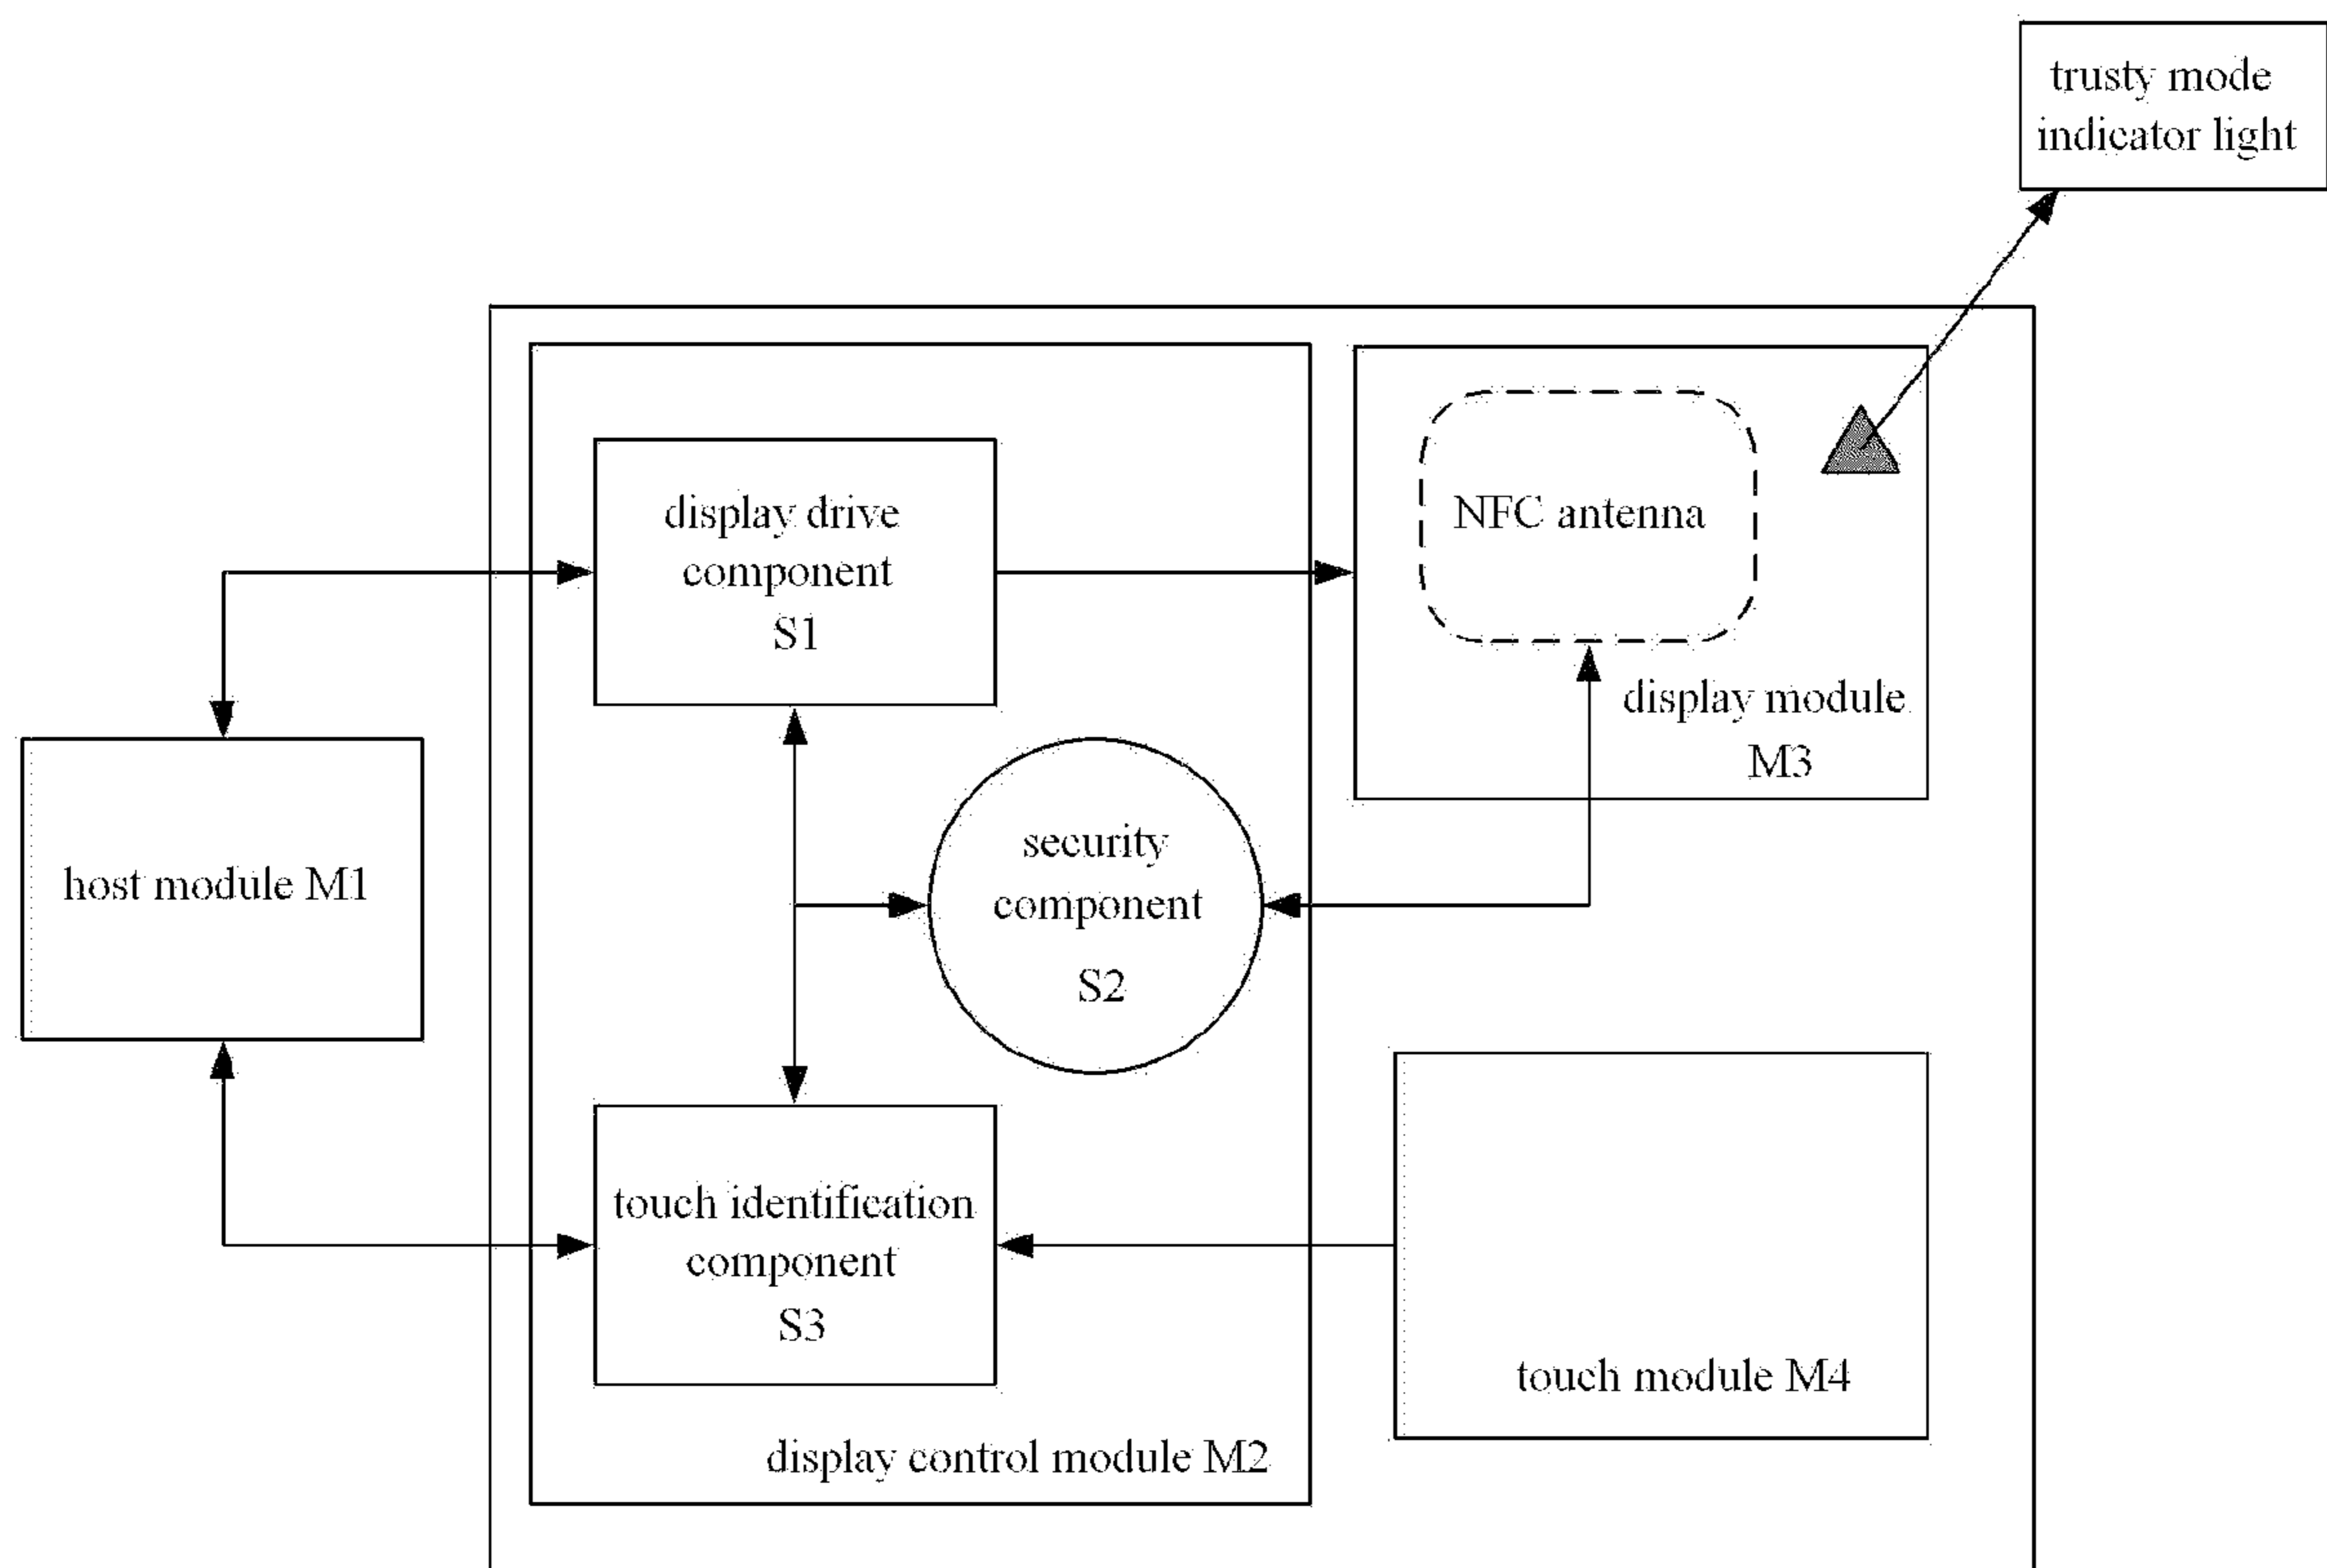 trusty mode
indicator light
display drive
component
S1
NFC antenna
display module
M3
host module M1
security
component
S2
touch identification
component
S3
touch module M4
display control module M2